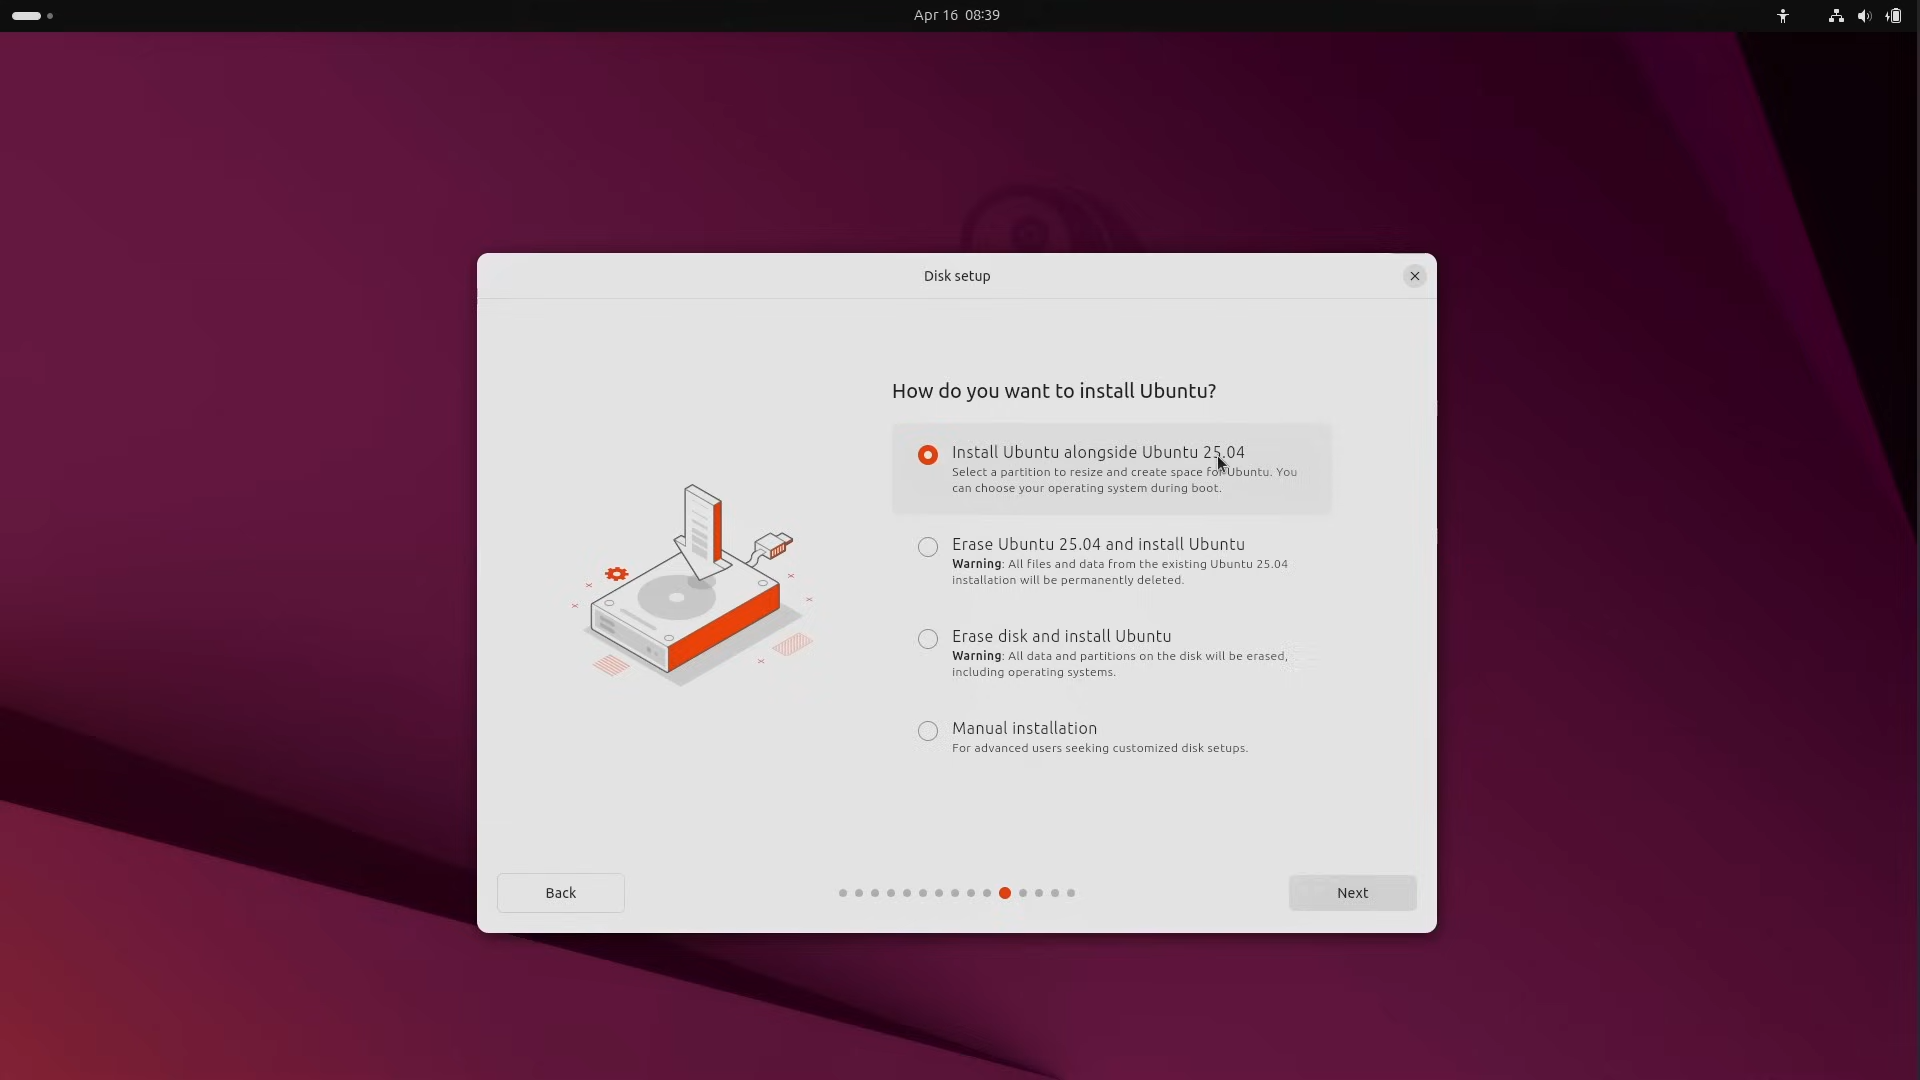 Apr 16 08:39
Disk setup
How do you want to install Ubuntu?
Install Ubuntu alongside Ubuntu 25.04
Select a partition to resize and create space for Ubuntu. You
can choose your operating system during boot.
Erase Ubuntu 25.04 and install Ubuntu
Warning: All files and data from the existing Ubuntu 25.04
installation will be permanently deleted.
Erase disk and install Ubuntu
Warning: All data and partitions on the disk will be erased,
including operating systems.
Manual installation
For advanced users seeking customized disk setups.
Back
Next